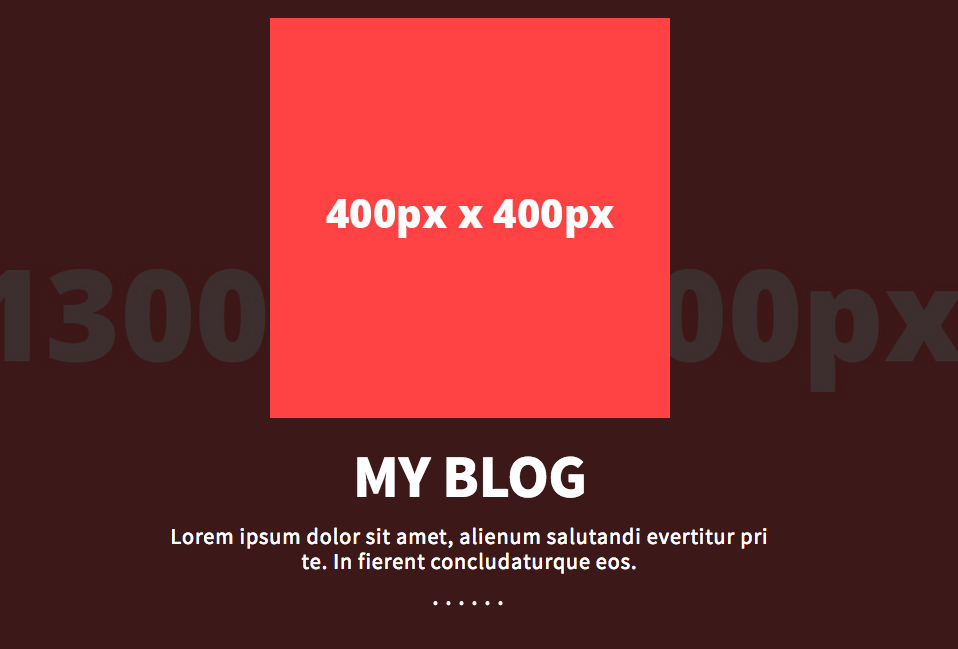 400px x 400px
1300 00px
MY BLOG
Lorem ipsum dolor sit amet, alienum salutandi evertitur pri
te. In fierent concludaturque eos.